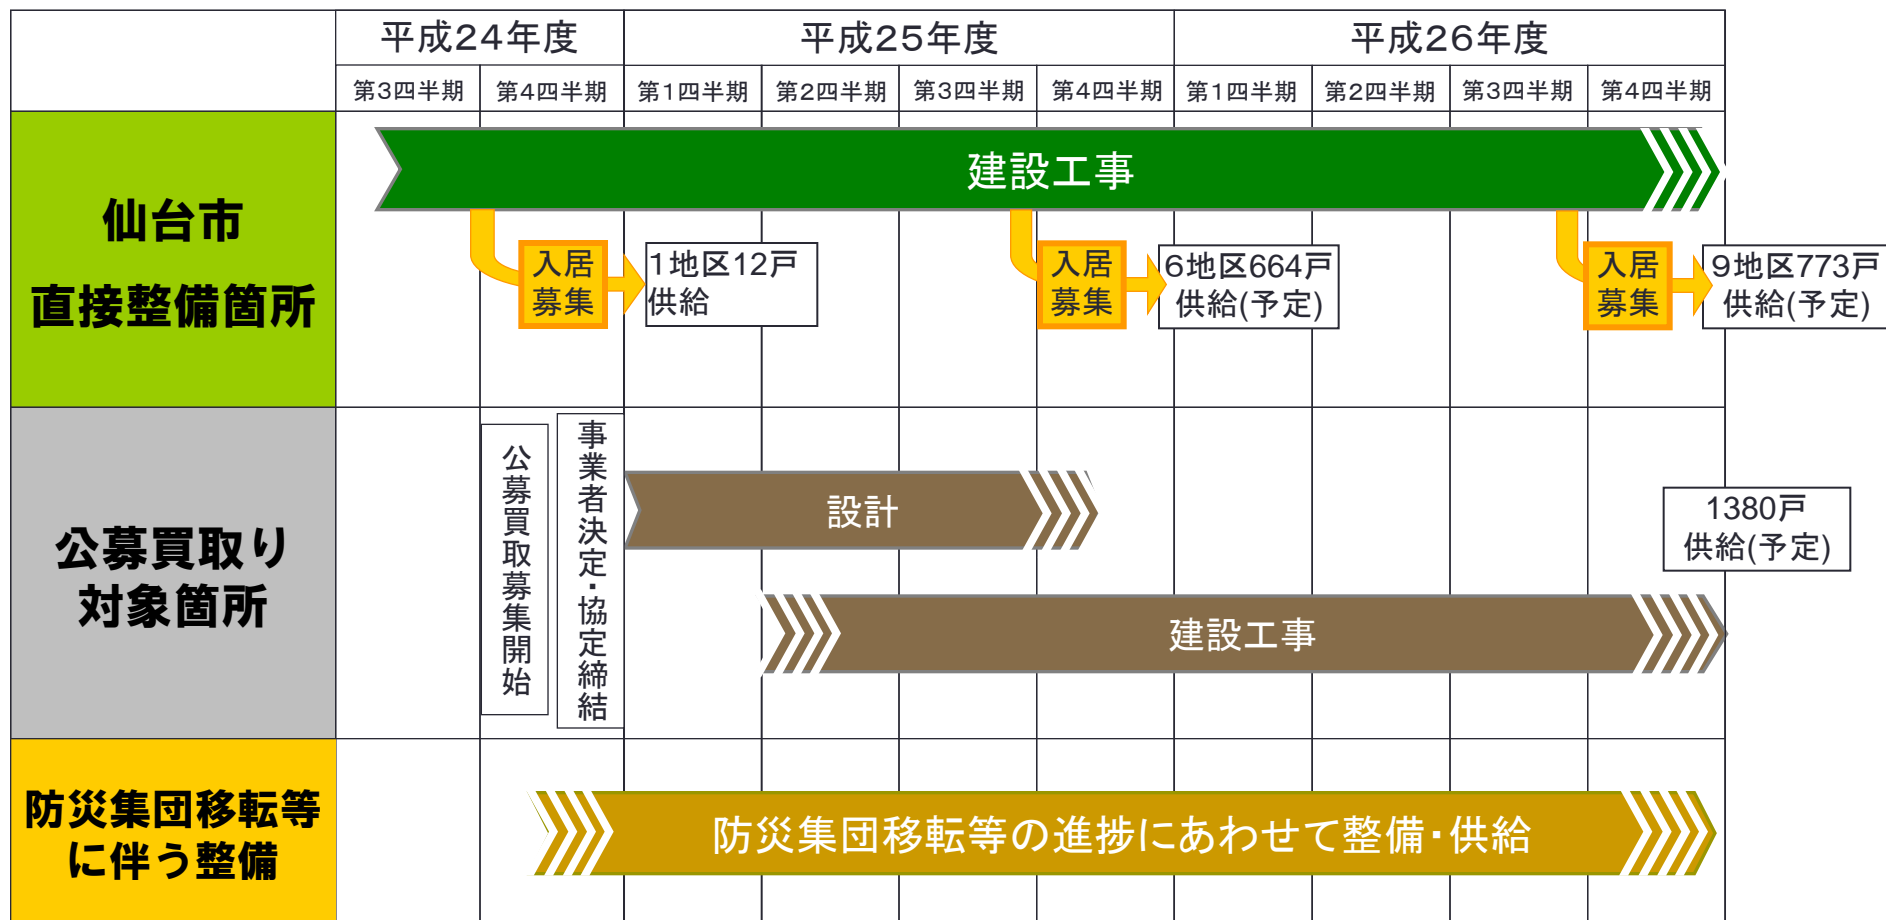 平成24年度
平成25年度
平成26年度
第3四半期
第4四半期
第1四半期
第2四半期
第3四半期
第4四半期
第1四半期
第2四半期
第3四半期
第4四半期
仙台市
直接整備箇所
建設工事
入居
募集
1地区12戸
供給
入居
募集
6地区664戸
供給(予定)
入居
募集
9地区773戸
供給(予定)
公募買取り
対象箇所
公募買取募集開始
事業者決定・協定締結
設計
建設工事
1380戸
供給(予定)
防災集団移転等
に伴う整備
防災集団移転等の進捗にあわせて整備・供給